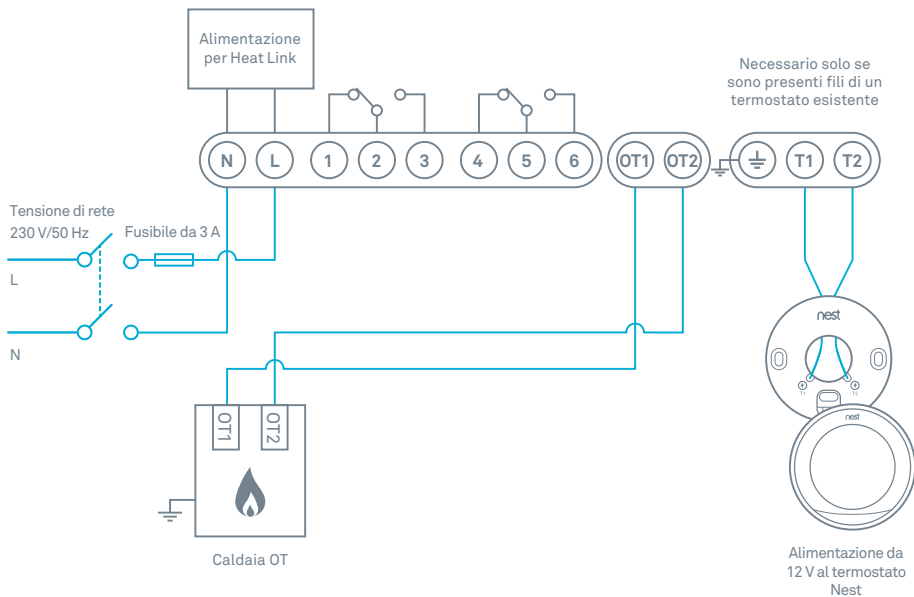 Alimentazione
per Heat Link
Necessario solo se
sono presenti fili di un
termostato esistente
N L 1 2 3 4 5 6 OT1 OT2 T1 T2
Tensione di rete
230 V/50 Hz
Fusibile da 3 A
L
N
nest
T1 T2
nest
OT1 OT2
Caldaia OT
Alimentazione da
12 V al termostato
Nest